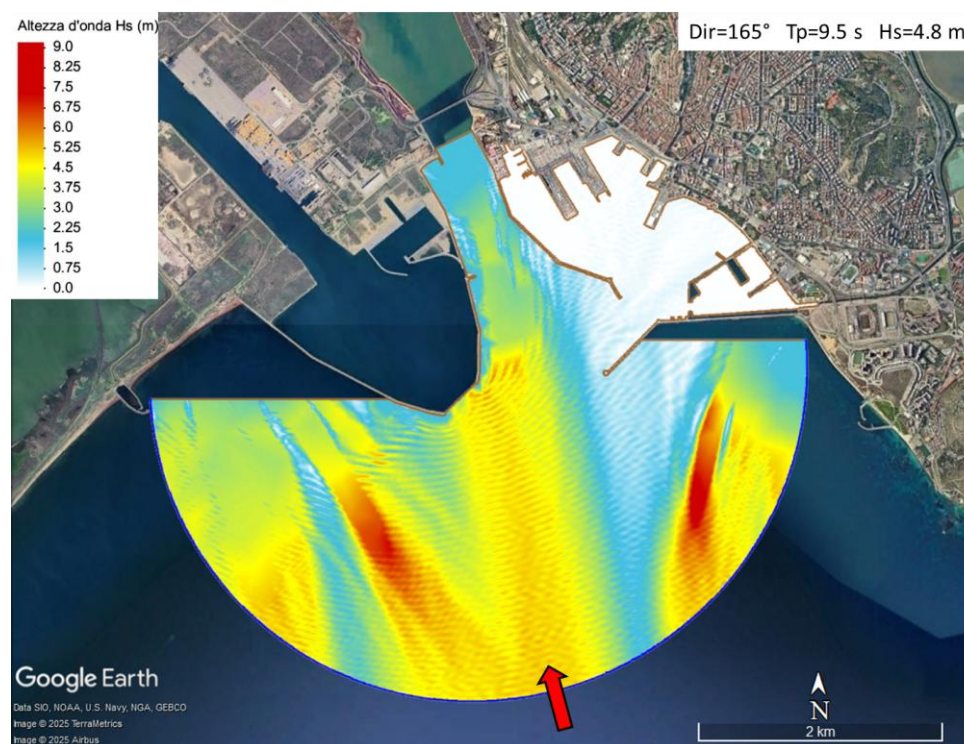 Altezza d'onda Hs (m)
9.0
8.25
7.5
6.75
6.0
5.25
4.5
3.75
3.0
2.25
1.5
0.75
0.0
Dir=165° Tp=9.5 s Hs=4.8 m
Google Earth
Data SIO, NOAA, U.S. Navy, NGA, GEBCO
Image © 2025 TerraMetrics
Image © 2025 Airbus
N
2 km